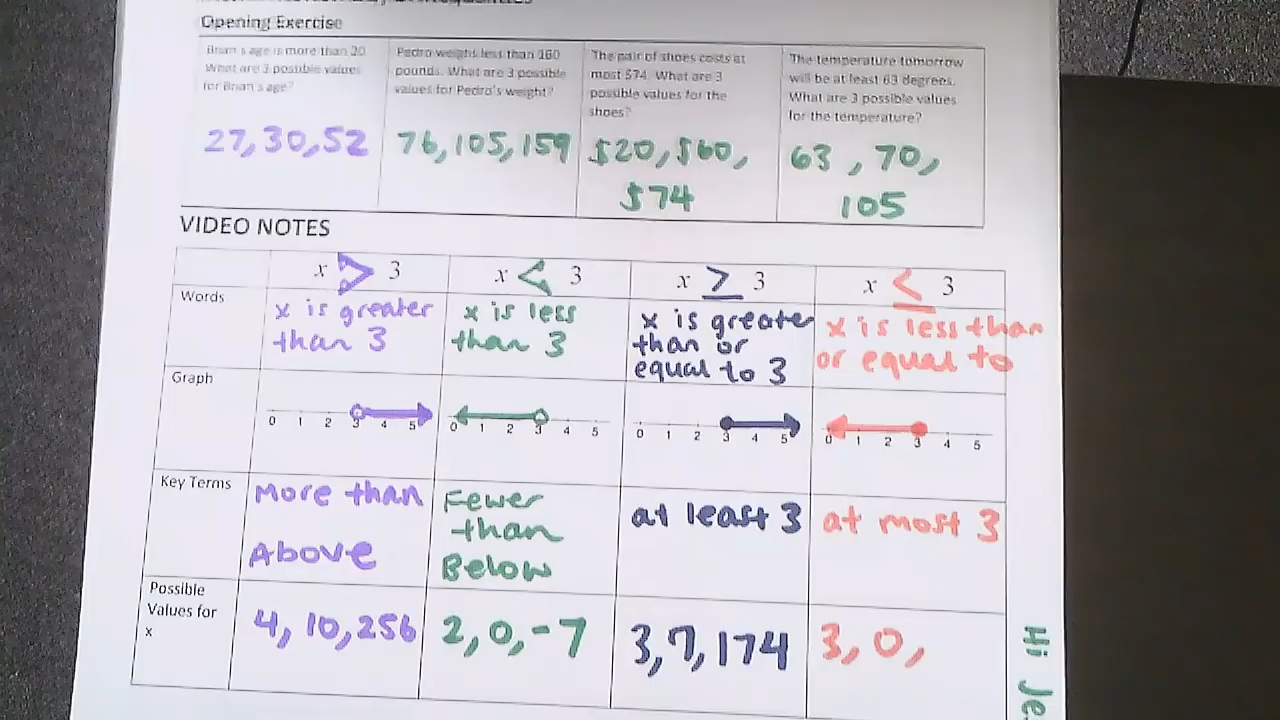 Opening Exercise
Brian's age is more than 20.
What are 3 possible values
for Brian's age?
27, 30, 52
Pedro weighs less than 160
pounds. What are 3 possible
values for Pedro's weight?
76, 105, 159
The pair of shoes costs at
most $74. What are 3
possible values for the
shoes?
$20, $60,
$74
The temperature tomorrow
will be at least 63 degrees.
What are 3 possible values
for the temperature?
63, 70,
105
VIDEO NOTES
x > 3
x < 3
x ≥ 3
x ≤ 3
Words
x is greater
than 3
x is less
than 3
x is greater
than or
equal to 3
x is less than
or equal to
Graph
0 1 2 3 4 5
0 1 2 3 4 5
0 1 2 3 4 5
0 1 2 3 4 5
Key Terms
More than
Above
Fewer
than
Below
at least 3
at most 3
Possible
Values for
x
4, 10, 256
2, 0, -7
3, 7, 174
3, 0,
Hi Je